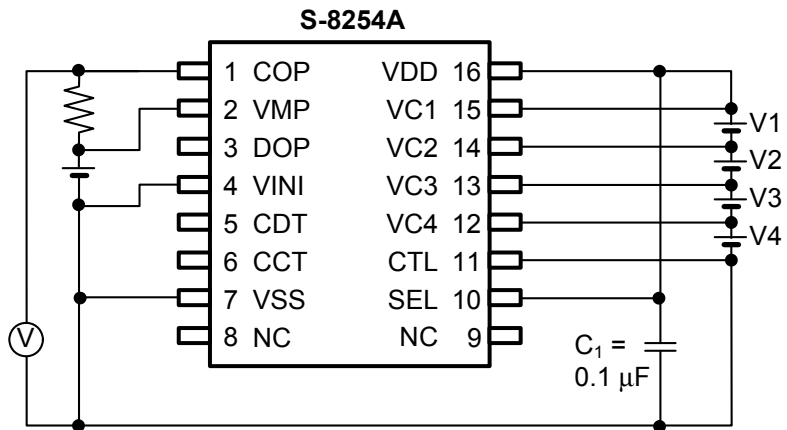 S-8254A
1 COP VDD 16
2 VMP VC1 15
3 DOP VC2 14
4 VINI VC3 13
5 CDT VC4 12
6 CCT CTL 11
7 VSS SEL 10
8 NC NC 9
V1
V2
V3
V4
V
C₁ =
0.1 μF